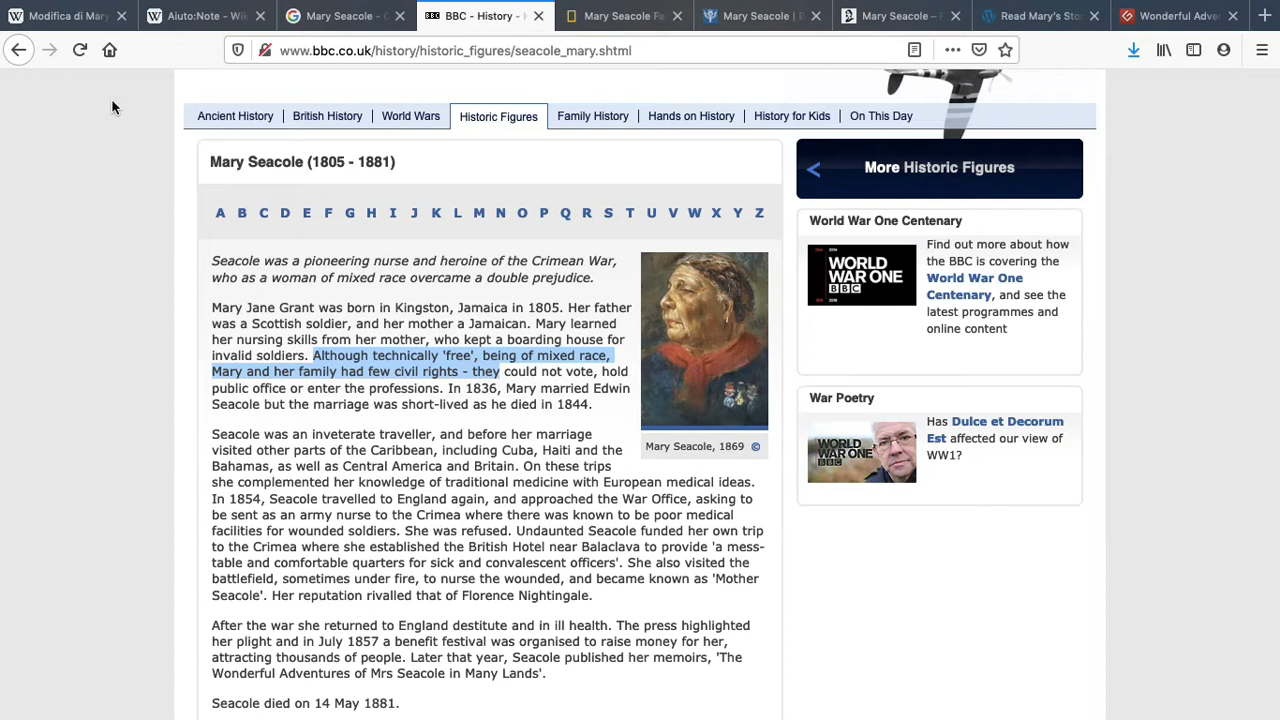 Modifica di Mary
Aiuto:Note - Wik
Mary Seacole - C
BBC - History - H
Mary Seacole Fa
Mary Seacole | B
Mary Seacole – F
Read Mary's Sto
Wonderful Adve
www.bbc.co.uk/history/historic_figures/seacole_mary.shtml
Ancient History
British History
World Wars
Historic Figures
Family History
Hands on History
History for Kids
On This Day
Mary Seacole (1805 - 1881)
A B C D E F G H I J K L M N O P Q R S T U V W X Y Z
Seacole was a pioneering nurse and heroine of the Crimean War,
who as a woman of mixed race overcame a double prejudice.
Mary Jane Grant was born in Kingston, Jamaica in 1805. Her father
was a Scottish soldier, and her mother a Jamaican. Mary learned
her nursing skills from her mother, who kept a boarding house for
invalid soldiers. Although technically 'free', being of mixed race,
Mary and her family had few civil rights - they could not vote, hold
public office or enter the professions. In 1836, Mary married Edwin
Seacole but the marriage was short-lived as he died in 1844.
Mary Seacole, 1869 ©
Seacole was an inveterate traveller, and before her marriage
visited other parts of the Caribbean, including Cuba, Haiti and the
Bahamas, as well as Central America and Britain. On these trips
she complemented her knowledge of traditional medicine with European medical ideas.
In 1854, Seacole travelled to England again, and approached the War Office, asking to
be sent as an army nurse to the Crimea where there was known to be poor medical
facilities for wounded soldiers. She was refused. Undaunted Seacole funded her own trip
to the Crimea where she established the British Hotel near Balaclava to provide 'a mess-
table and comfortable quarters for sick and convalescent officers'. She also visited the
battlefield, sometimes under fire, to nurse the wounded, and became known as 'Mother
Seacole'. Her reputation rivalled that of Florence Nightingale.
After the war she returned to England destitute and in ill health. The press highlighted
her plight and in July 1857 a benefit festival was organised to raise money for her,
attracting thousands of people. Later that year, Seacole published her memoirs, 'The
Wonderful Adventures of Mrs Seacole in Many Lands'.
Seacole died on 14 May 1881.
More Historic Figures
World War One Centenary
WORLD
WAR ONE
BBC
Find out more about how
the BBC is covering the
World War One
Centenary, and see the
latest programmes and
online content
War Poetry
WORLD
WAR ONE
BBC
Has Dulce et Decorum
Est affected our view of
WW1?